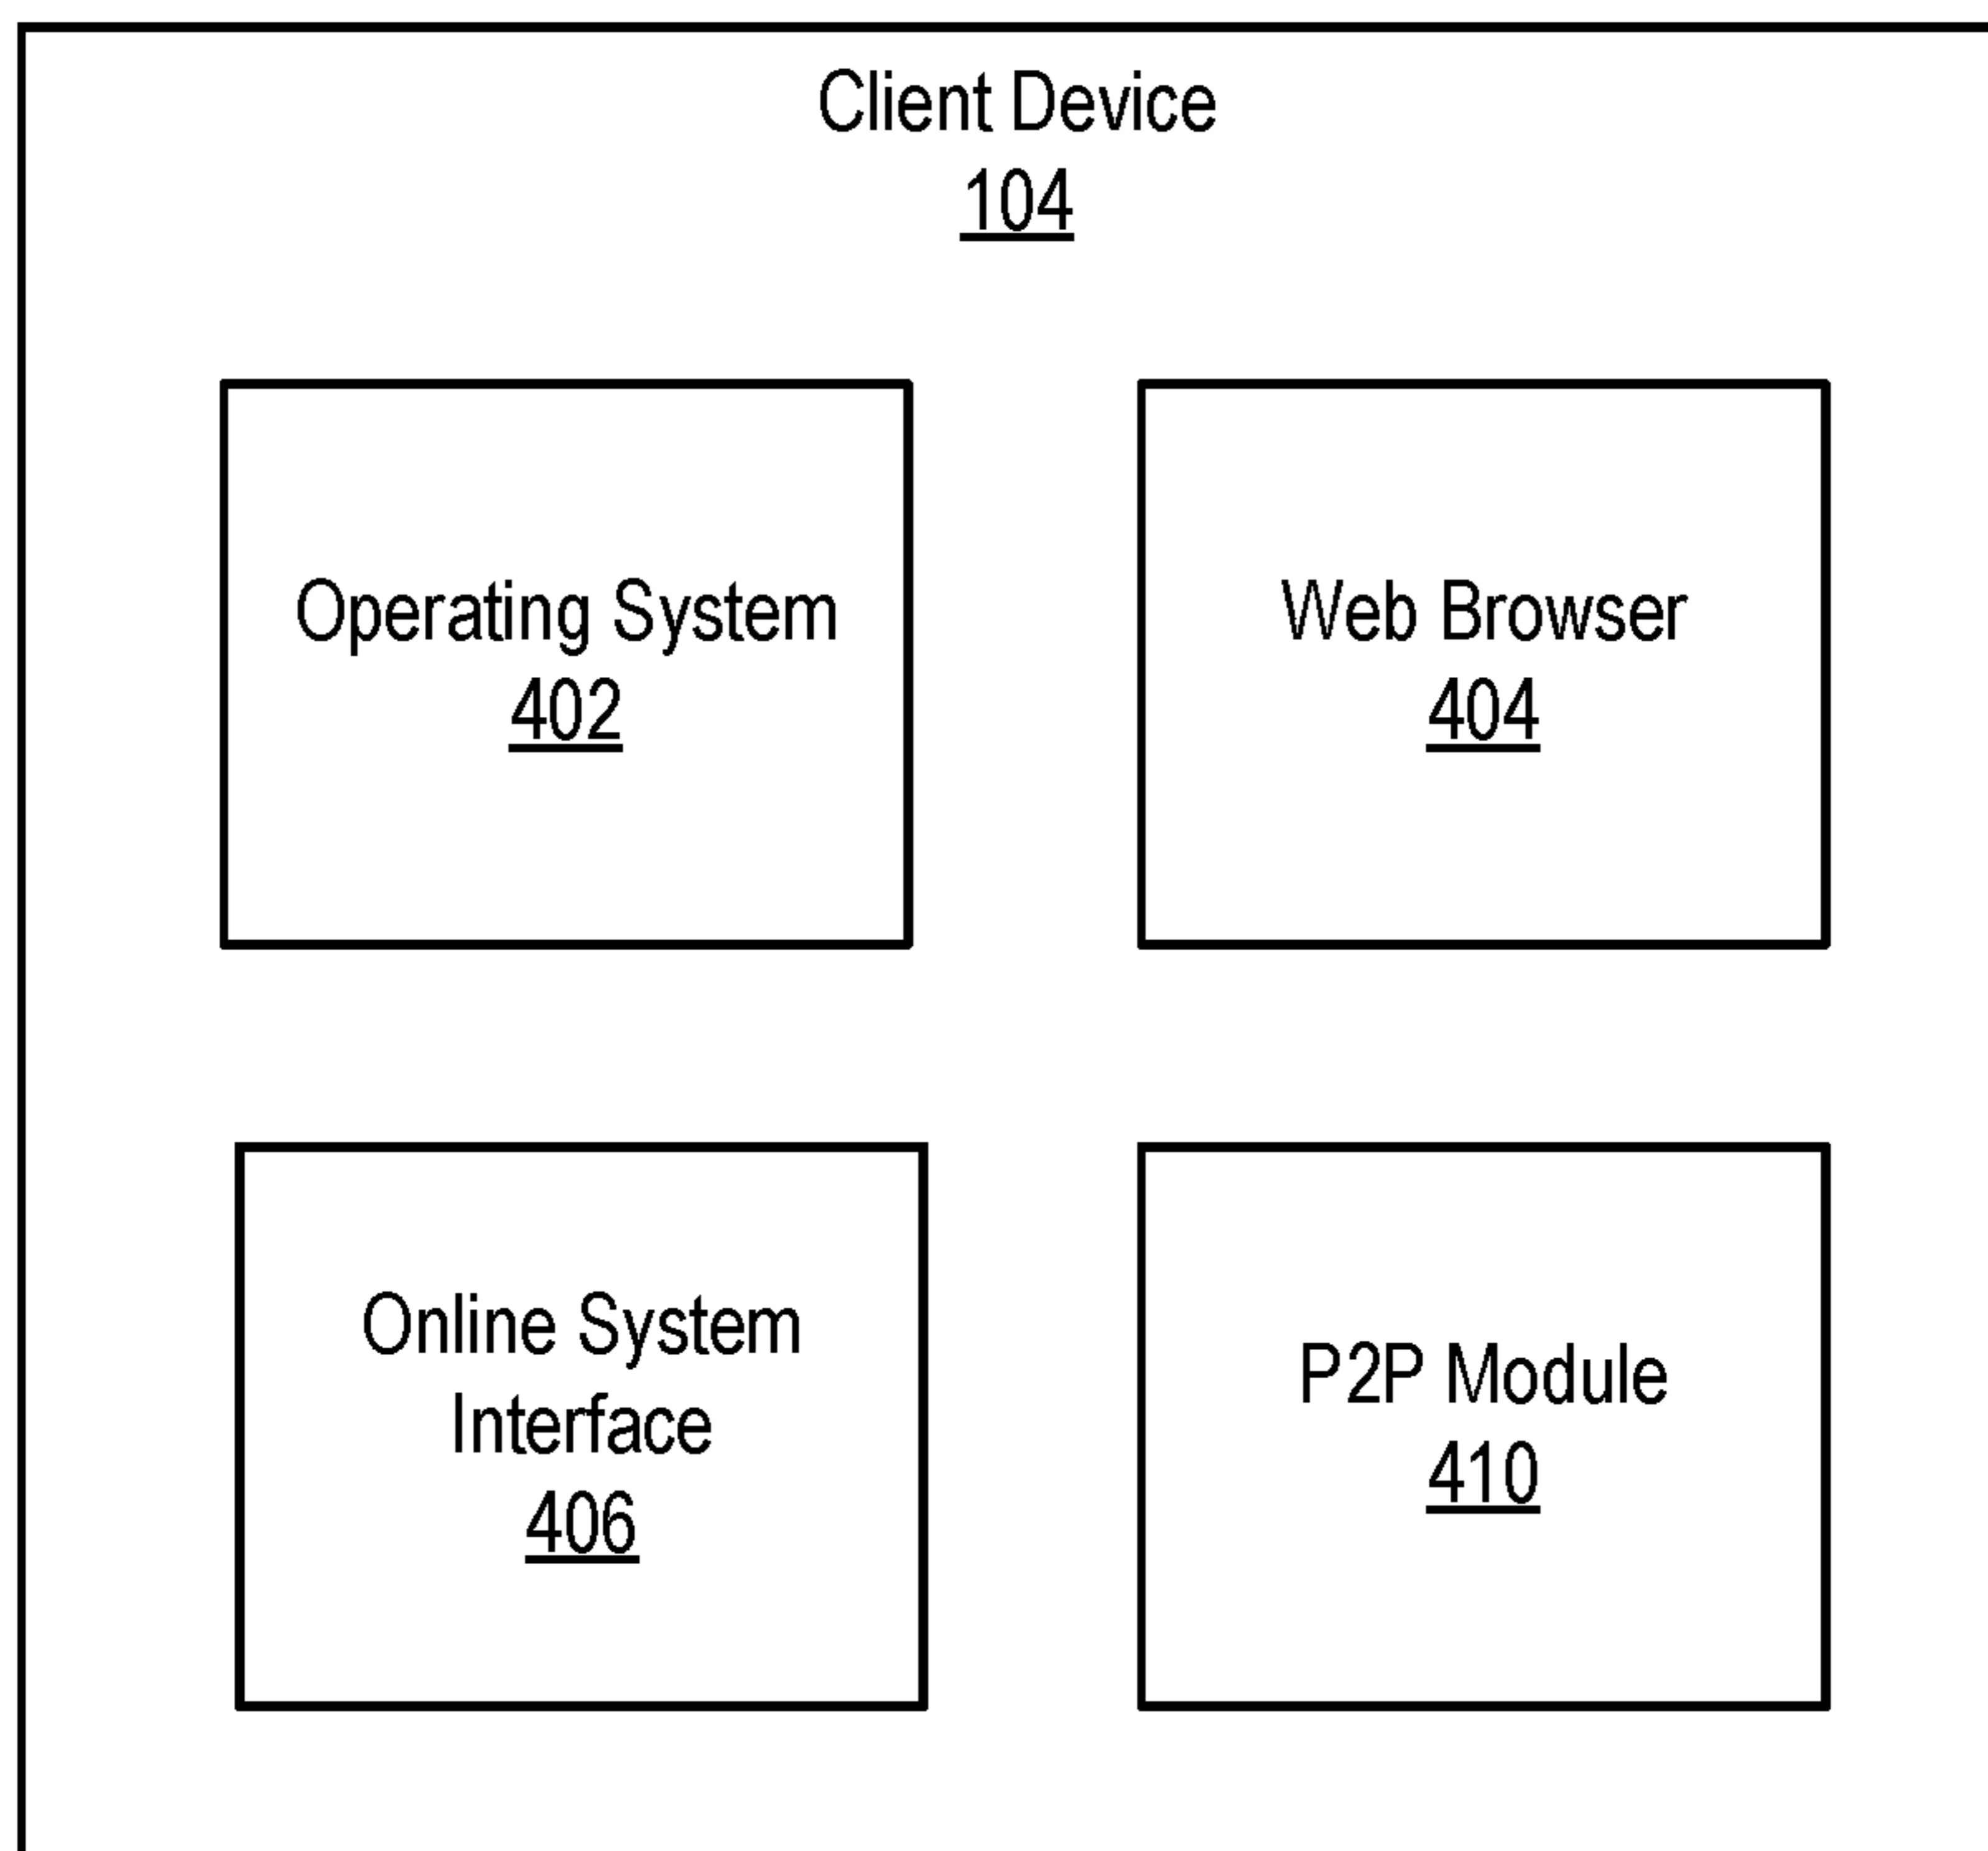 Client Device
104
Operating System
402
Web Browser
404
Online System
Interface
406
P2P Module
410